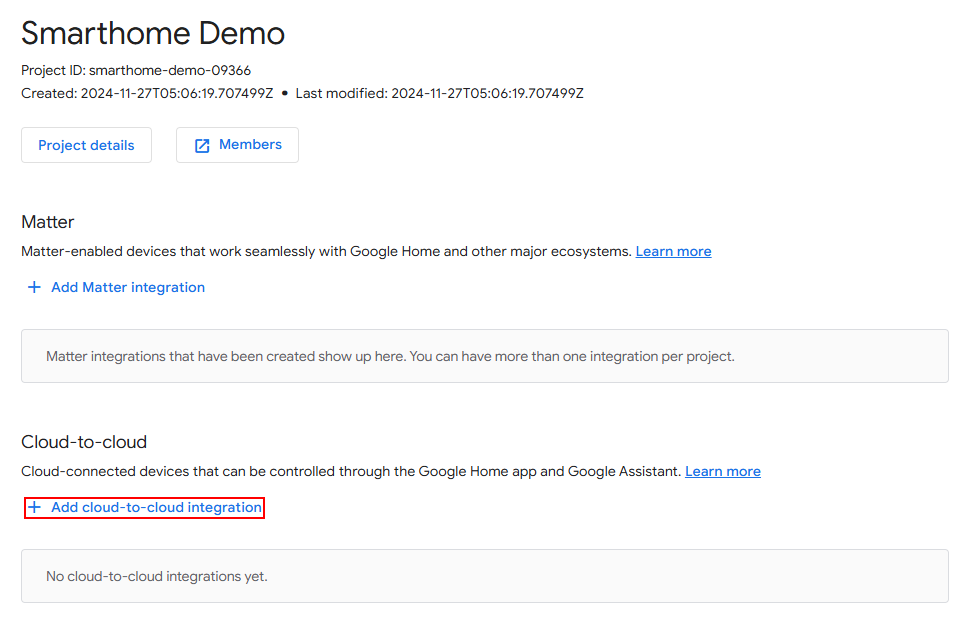 Smarthome Demo
Project ID: smarthome-demo-09366
Created: 2024-11-27T05:06:19.707499Z • Last modified: 2024-11-27T05:06:19.707499Z
Project details Members
Matter
Matter-enabled devices that work seamlessly with Google Home and other major ecosystems. Learn more
+ Add Matter integration
Matter integrations that have been created show up here. You can have more than one integration per project.
Cloud-to-cloud
Cloud-connected devices that can be controlled through the Google Home app and Google Assistant. Learn more
+ Add cloud-to-cloud integration
No cloud-to-cloud integrations yet.